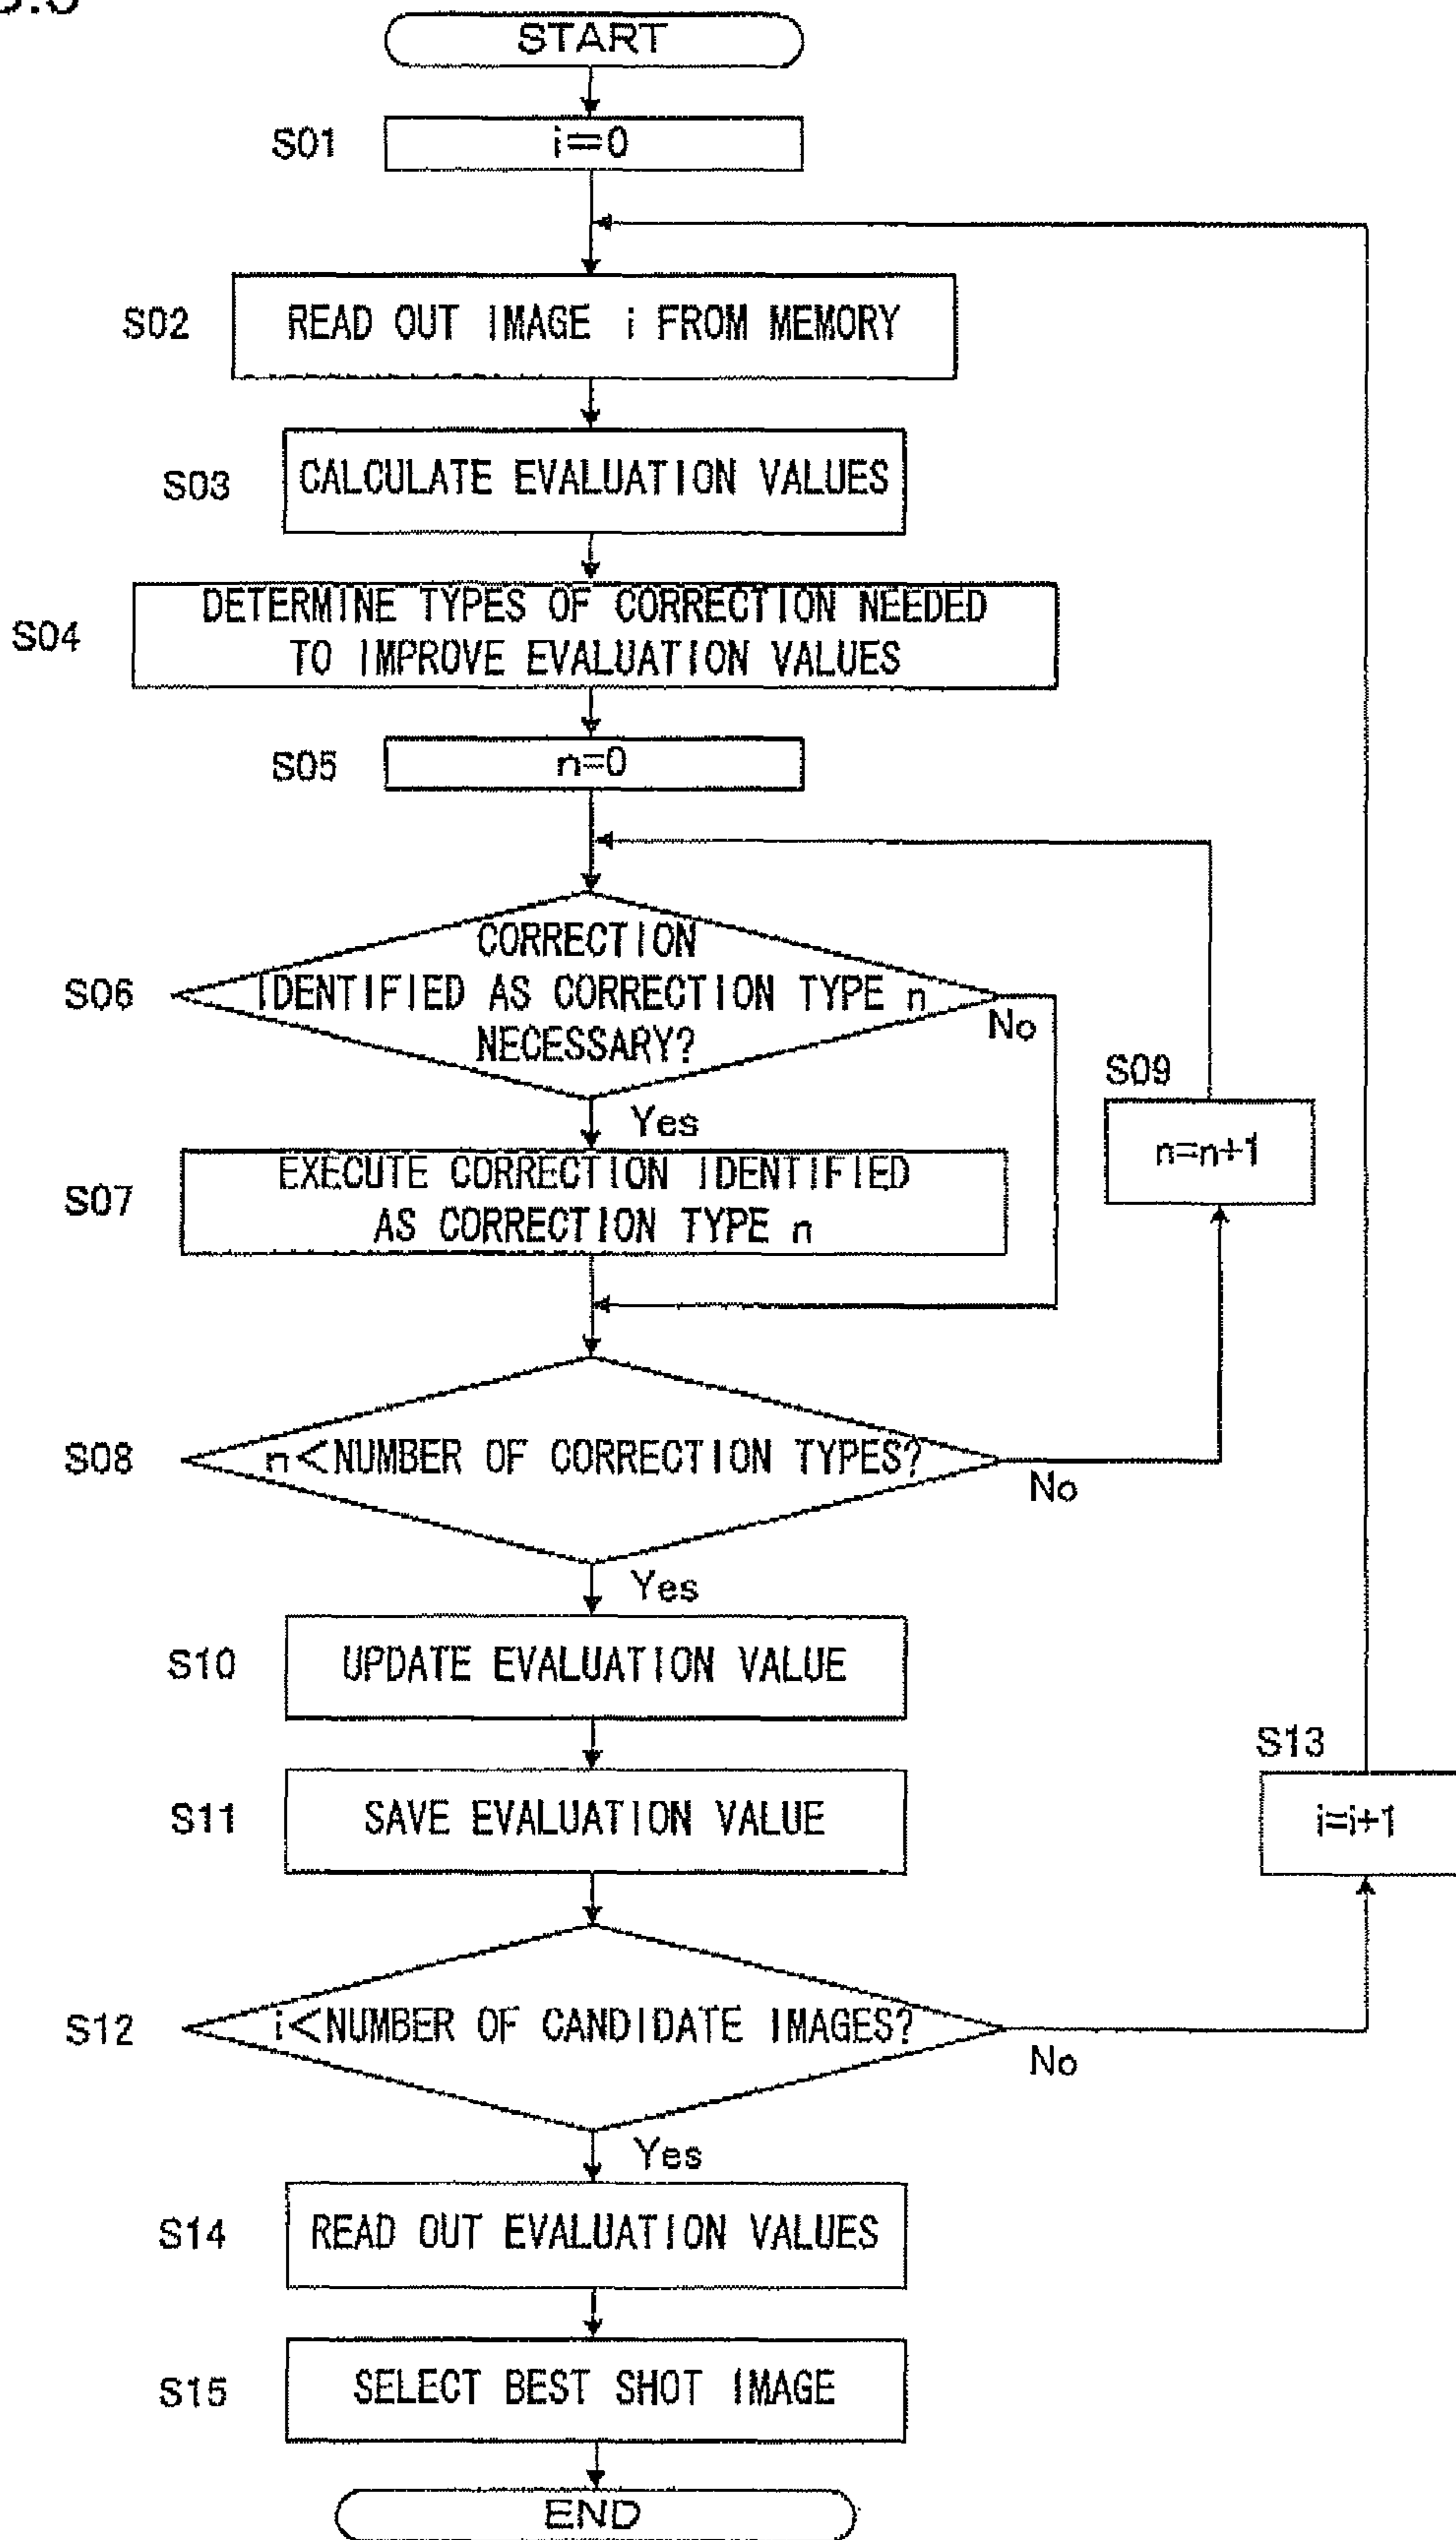 START
S01
i=0
S02
READ OUT IMAGE i FROM MEMORY
S03
CALCULATE EVALUATION VALUES
S04
DETERMINE TYPES OF CORRECTION NEEDED
TO IMPROVE EVALUATION VALUES
S05
n=0
S06
CORRECTION
IDENTIFIED AS CORRECTION TYPE n
NECESSARY?
No
Yes
S09
n=n+1
S07
EXECUTE CORRECTION IDENTIFIED
AS CORRECTION TYPE n
S08
n<NUMBER OF CORRECTION TYPES?
No
Yes
S10
UPDATE EVALUATION VALUE
S11
SAVE EVALUATION VALUE
S13
i=i+1
S12
i<NUMBER OF CANDIDATE IMAGES?
No
Yes
S14
READ OUT EVALUATION VALUES
S15
SELECT BEST SHOT IMAGE
END